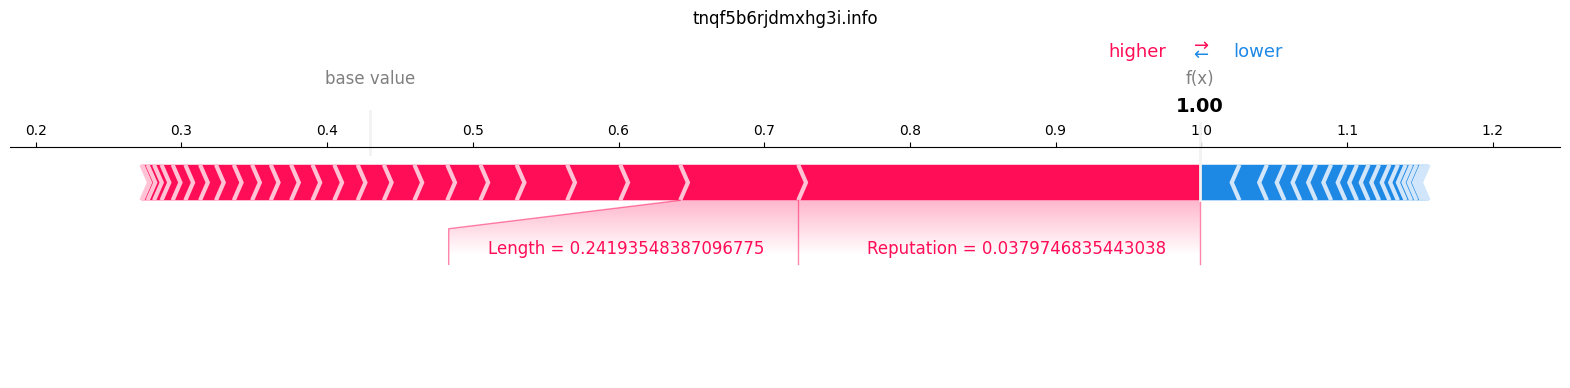 tnqf5b6rjdmxhg3i.info
higher ⇄ lower
base value f(x)
1.00
0.2 0.3 0.4 0.5 0.6 0.7 0.8 0.9 1.0 1.1 1.2
Length = 0.24193548387096775 Reputation = 0.0379746835443038